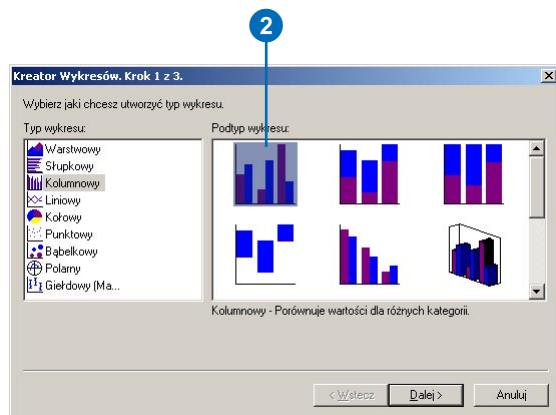 2
Kreator Wykresów. Krok 1 z 3.
Wybierz jaki chcesz utworzyć typ wykresu.
Typ wykresu:
Podtyp wykresu:
Warstwowy
Słupkowy
Kolumnowy
Liniowy
Kołowy
Punktowy
Bąbelkowy
Polarny
Giełdowy (Ma...
Kolumnowy - Porównuje wartości dla różnych kategorii.
< Wstecz
Dalej >
Anuluj